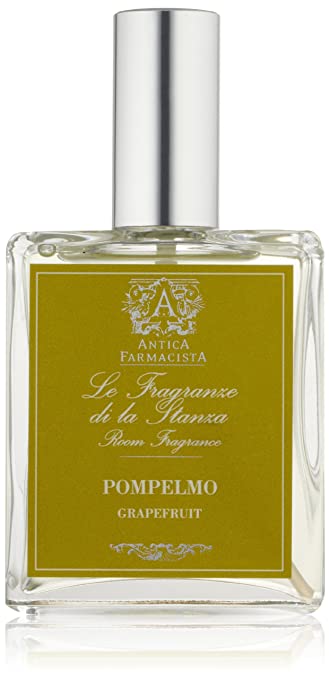 A
ANTICA
FARMACISTA
Le Fragranze
di la Stanza
Room Fragrance
POMPELMO
GRAPEFRUIT